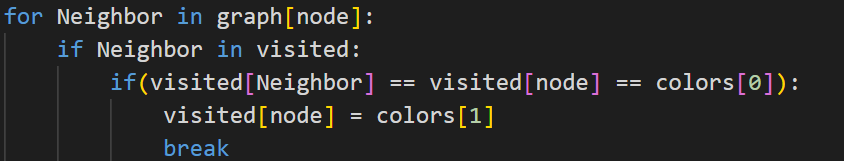 for Neighbor in graph[node]:
    if Neighbor in visited:
        if(visited[Neighbor] == visited[node] == colors[0]):
            visited[node] = colors[1]
            break